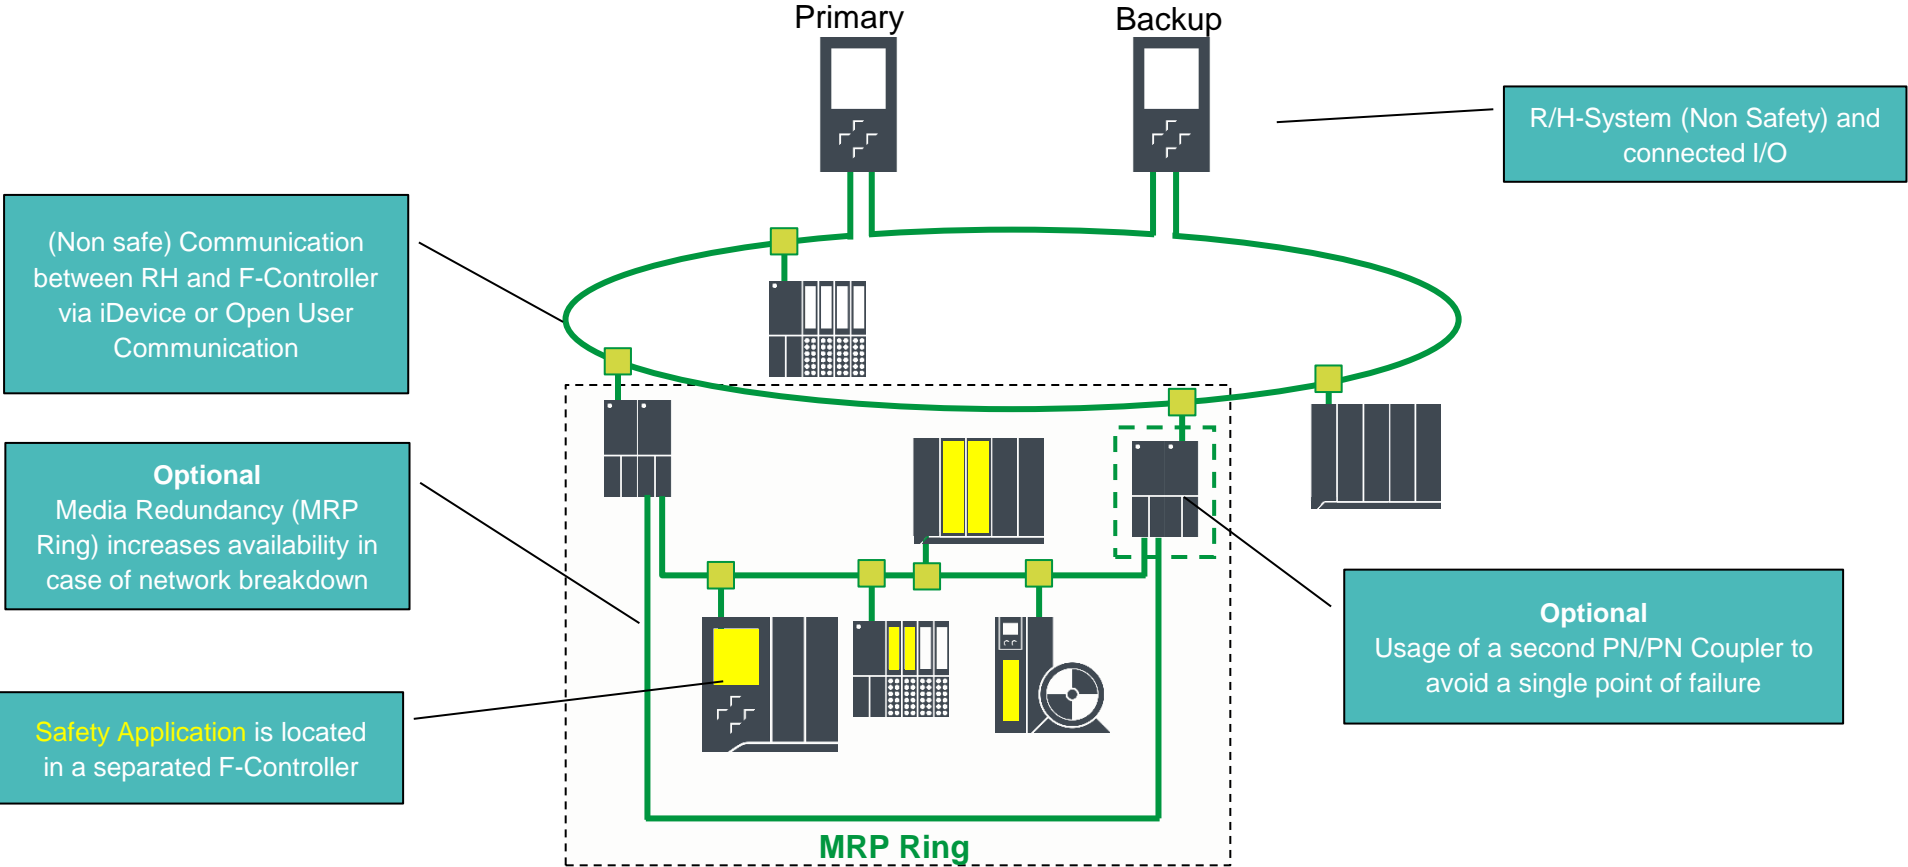 Primary
Backup
R/H-System (Non Safety) and
connected I/O
(Non safe) Communication
between RH and F-Controller
via iDevice or Open User
Communication
Optional
Media Redundancy (MRP
Ring) increases availability in
case of network breakdown
Optional
Usage of a second PN/PN Coupler to
avoid a single point of failure
Safety Application is located
in a separated F-Controller
MRP Ring